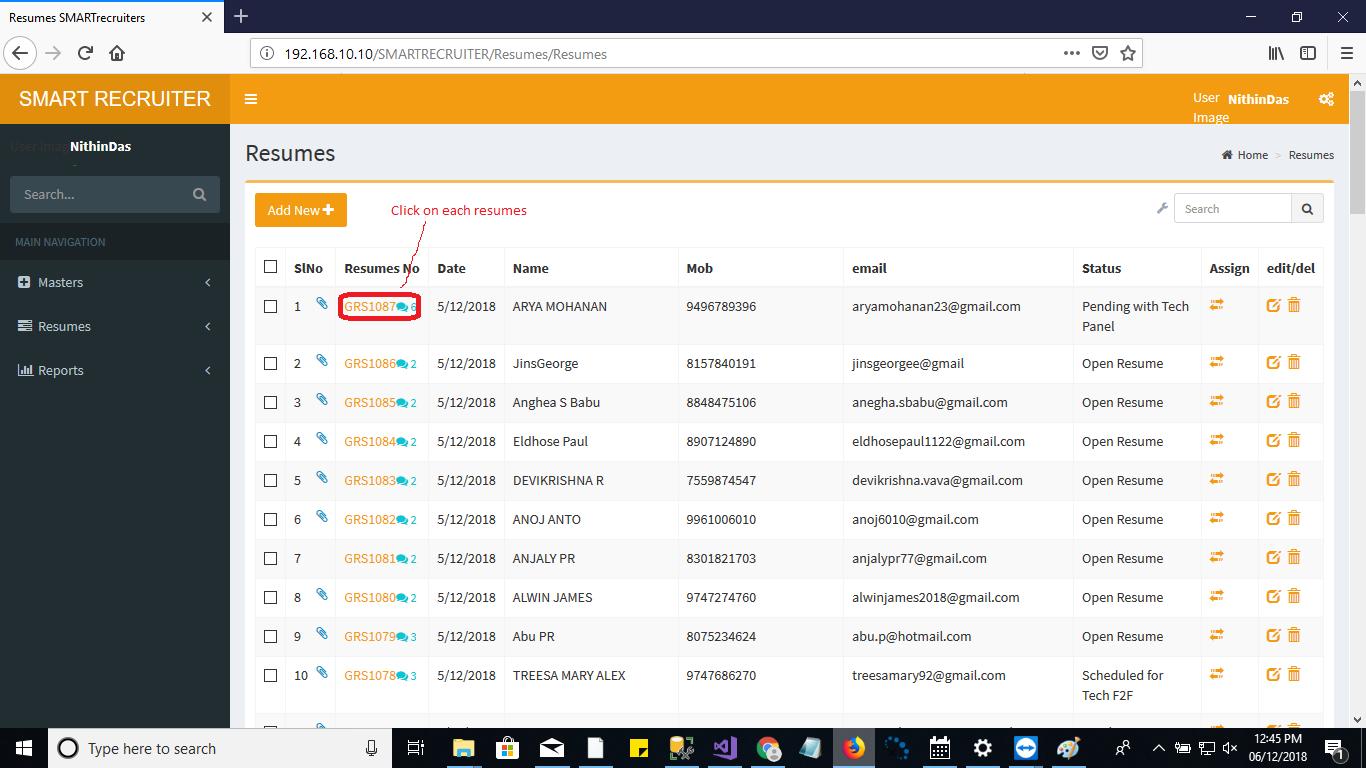 Resumes SMARTrecruiters
192.168.10.10/SMARTRECRUITER/Resumes/Resumes
SMART RECRUITER
User Image NithinDas
User Imag NithinDas
Resumes
Home > Resumes
Search...
Add New
Click on each resumes
Search
MAIN NAVIGATION
Masters
Resumes
Reports
SlNo Resumes No Date Name Mob email Status Assign edit/del
1 GRS1087 6 5/12/2018 ARYA MOHANAN 9496789396 aryamohanan23@gmail.com Pending with Tech
Panel
2 GRS1086 2 5/12/2018 JinsGeorge 8157840191 jinsgeorgee@gmail Open Resume
3 GRS1085 2 5/12/2018 Anghea S Babu 8848475106 anegha.sbabu@gmail.com Open Resume
4 GRS1084 2 5/12/2018 Eldhose Paul 8907124890 eldhosepaul1122@gmail.com Open Resume
5 GRS1083 2 5/12/2018 DEVIKRISHNA R 7559874547 devikrishna.vava@gmail.com Open Resume
6 GRS1082 2 5/12/2018 ANOJ ANTO 9961006010 anoj6010@gmail.com Open Resume
7 GRS1081 2 5/12/2018 ANJALY PR 8301821703 anjalypr77@gmail.com Open Resume
8 GRS1080 2 5/12/2018 ALWIN JAMES 9747274760 alwinjames2018@gmail.com Open Resume
9 GRS1079 3 5/12/2018 Abu PR 8075234624 abu.p@hotmail.com Open Resume
10 GRS1078 3 5/12/2018 TREESA MARY ALEX 9747686270 treesamary92@gmail.com Scheduled for
Tech F2F
Type here to search
12:45 PM
06/12/2018
1